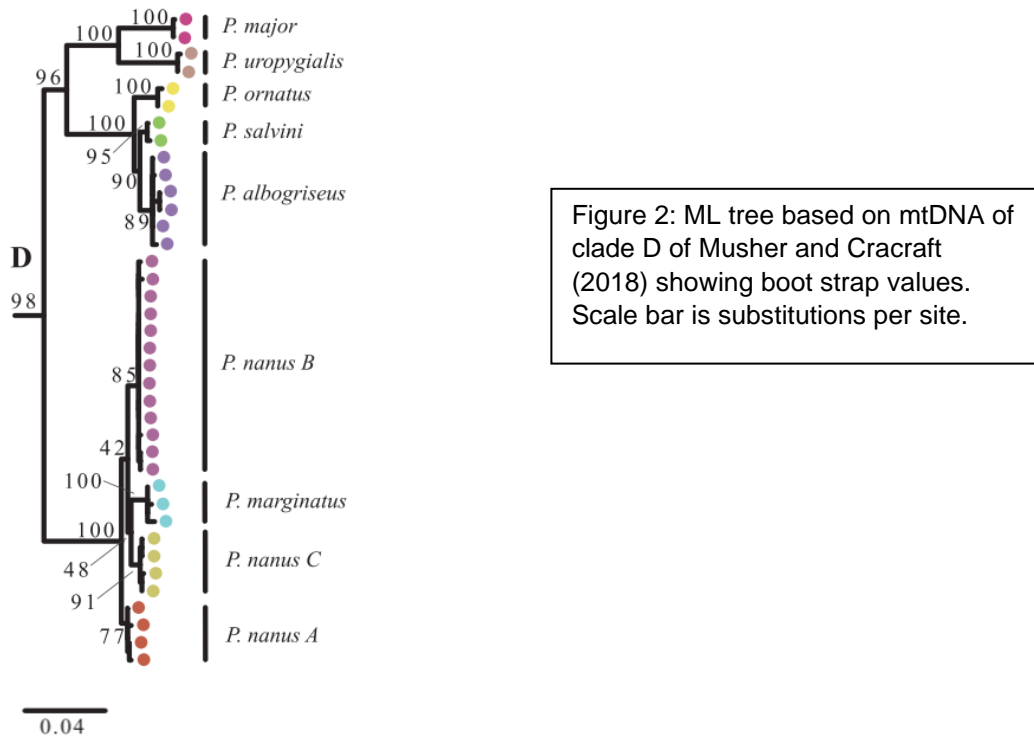 100
P. major
100
100
P. uropygialis
96
100
P. ornatus
100
P. salvini
95
90
P. albogriseus
89
D
98
P. nanus B
85
42
100
P. marginatus
100
P. nanus C
48
91
P. nanus A
77
0.04
Figure 2: ML tree based on mtDNA of
clade D of Musher and Cracraft
(2018) showing boot strap values.
Scale bar is substitutions per site.